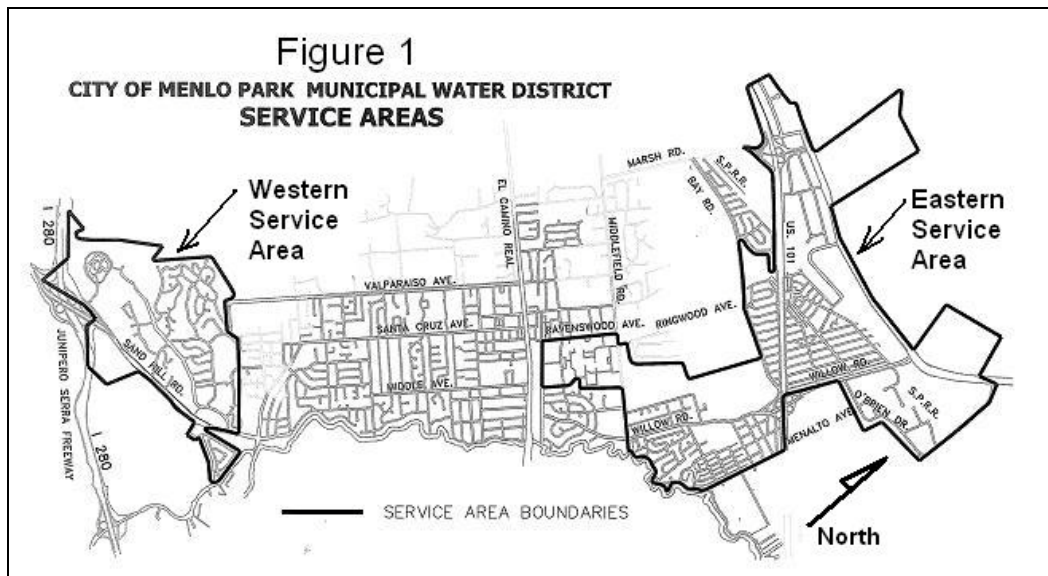 Figure 1
CITY OF MENLO PARK MUNICIPAL WATER DISTRICT
SERVICE AREAS
Western
Service
Area
Eastern
Service
Area
I 280
JUNIPERO SERRA FREEWAY
I 280
SAND HILL RD.
VALPARAISO AVE.
SANTA CRUZ AVE.
MIDDLE AVE.
EL CAMINO REAL
MIDDLEFIELD RD.
RAVENSWOOD AVE.
RINGWOOD AVE.
MARSH RD.
BAY RD.
S.P.R.R.
US. 101
WILLOW RD.
WILLOW RD.
MENALTO AVE
O'BRIEN DR.
S.P.R.R.
SERVICE AREA BOUNDARIES
North